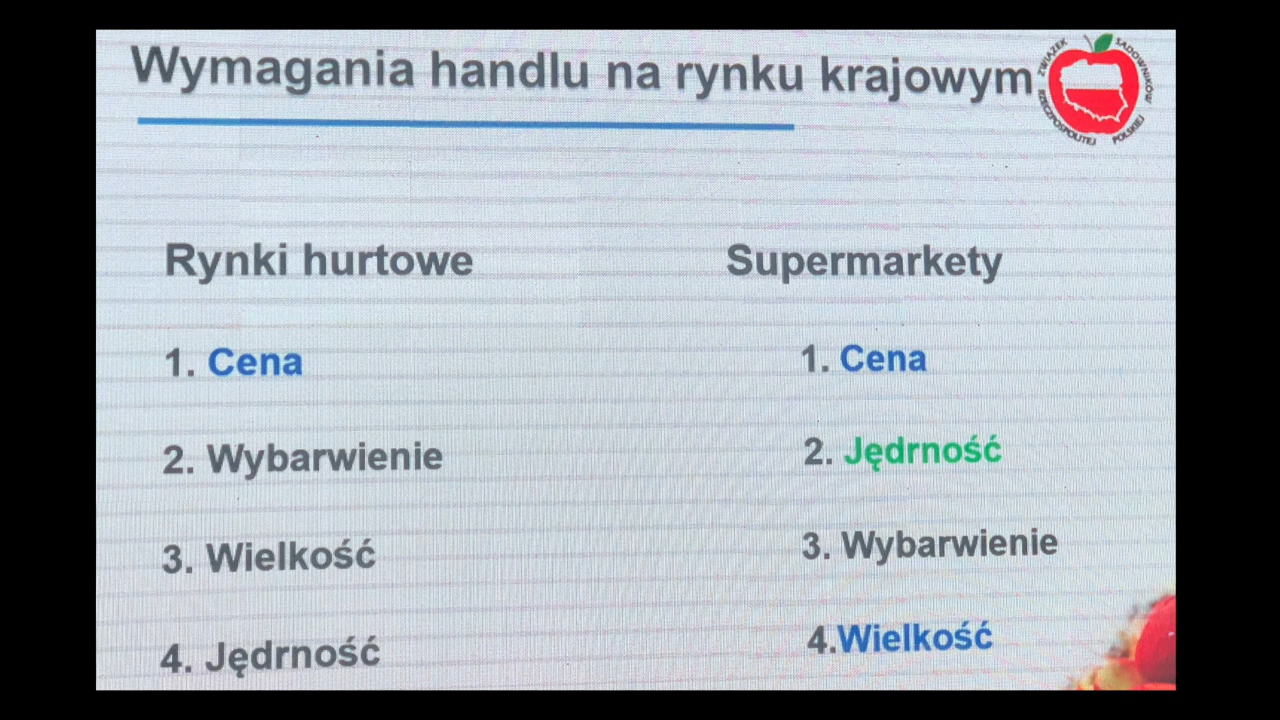 Wymagania handlu na rynku krajowym
ZWIĄZEK SADOWNIKÓW
RZECZPOSPOLITEJ POLSKIEJ
Rynki hurtowe
1. Cena
2. Wybarwienie
3. Wielkość
4. Jędrność
Supermarkety
1. Cena
2. Jędrność
3. Wybarwienie
4.Wielkość